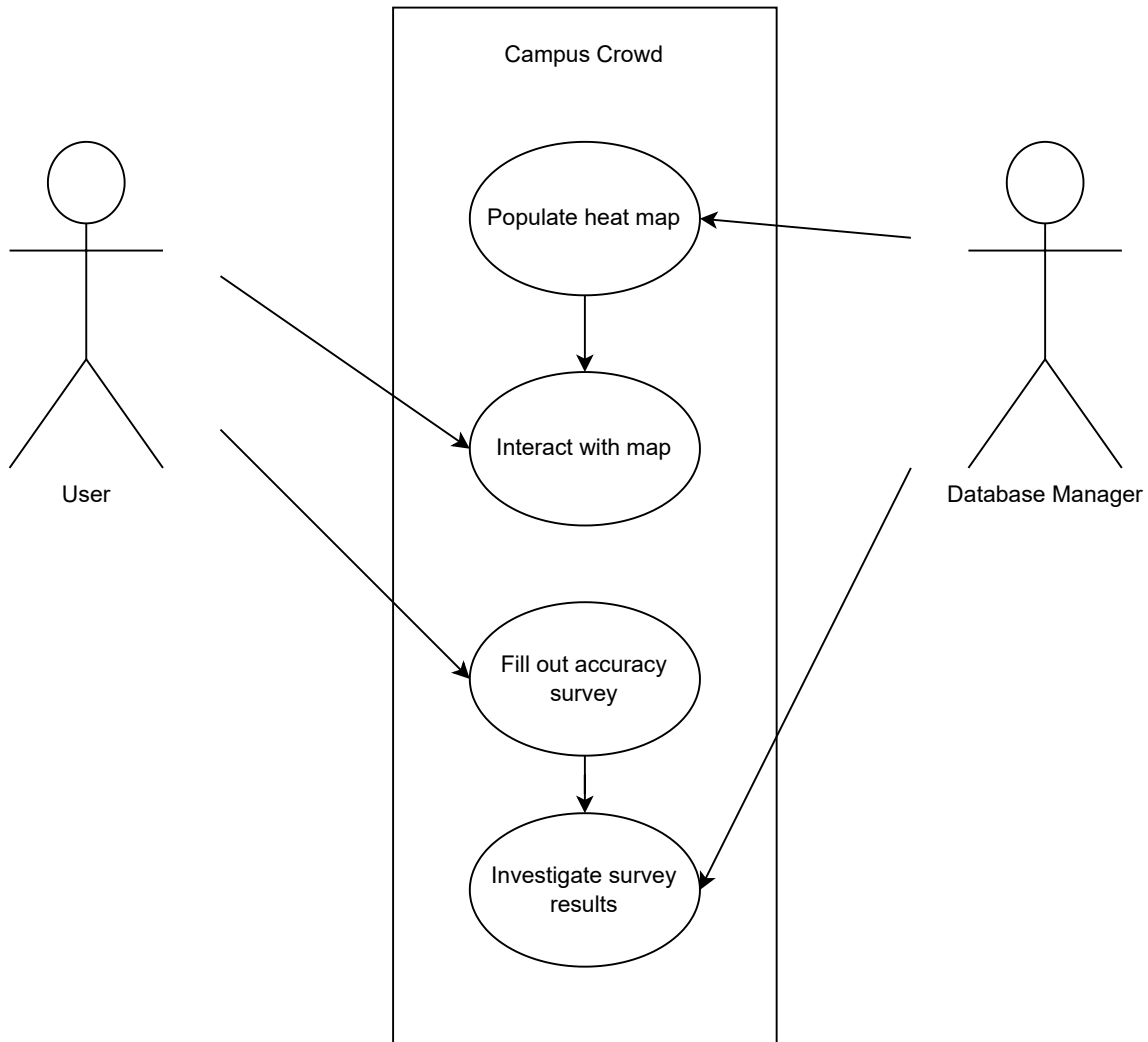 Campus Crowd
Populate heat map
Interact with map
User
Database Manager
Fill out accuracy
survey
Investigate survey
results